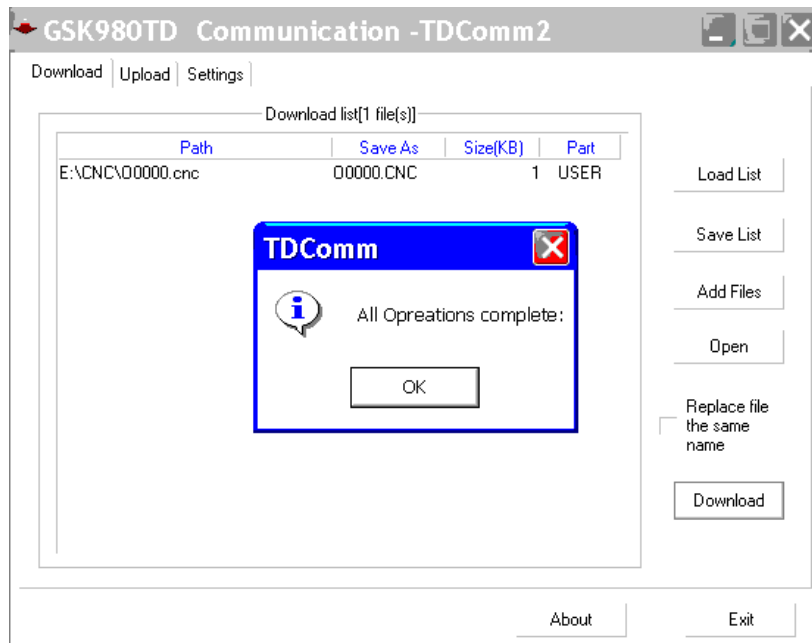 GSK980TD Communication -TDComm2
Download Upload Settings
Download list[1 file(s)]
Path Save As Size(KB) Part
E:\CNC\O0000.cnc O0000.CNC 1 USER
Load List
Save List
TDComm
Add Files
All Opreations complete:
Open
OK
Replace file
the same
name
Download
About Exit